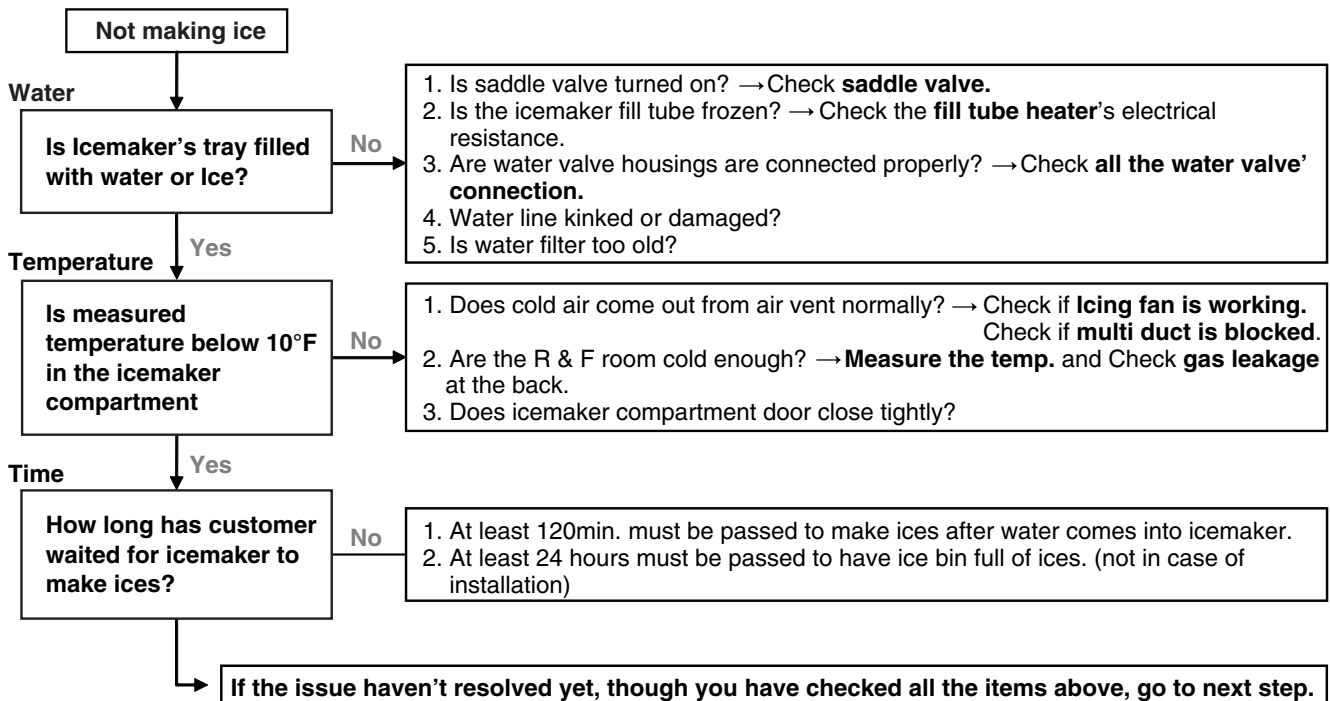 Not making ice
Water
Is Icemaker's tray filled
with water or Ice?
No
1. Is saddle valve turned on? → Check saddle valve.
2. Is the icemaker fill tube frozen? → Check the fill tube heater's electrical
resistance.
3. Are water valve housings are connected properly? → Check all the water valve'
connection.
4. Water line kinked or damaged?
5. Is water filter too old?
Yes
Temperature
Is measured
temperature below 10°F
in the icemaker
compartment
No
1. Does cold air come out from air vent normally? → Check if Icing fan is working.
Check if multi duct is blocked.
2. Are the R & F room cold enough? → Measure the temp. and Check gas leakage
at the back.
3. Does icemaker compartment door close tightly?
Yes
Time
How long has customer
waited for icemaker to
make ices?
No
1. At least 120min. must be passed to make ices after water comes into icemaker.
2. At least 24 hours must be passed to have ice bin full of ices. (not in case of
installation)
If the issue haven't resolved yet, though you have checked all the items above, go to next step.